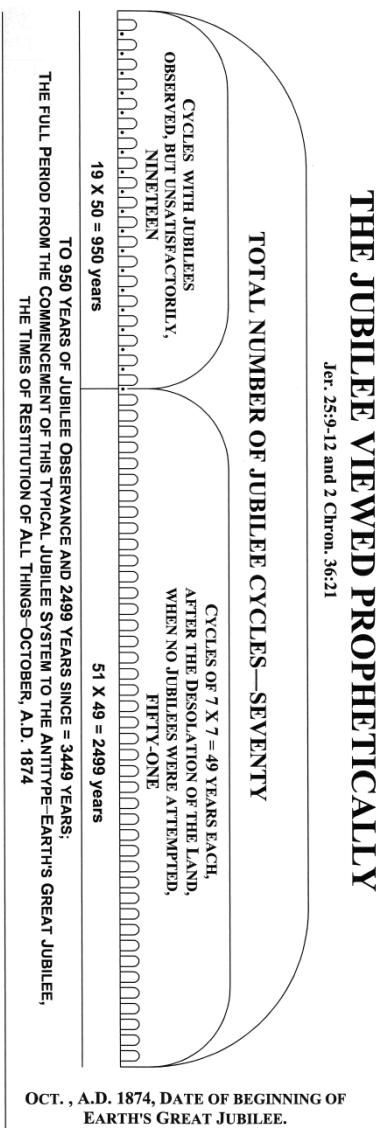 THE JUBILEE VIEWED PROPHETICALLY
Jer. 25:9-12 and 2 Chron. 36:21
TOTAL NUMBER OF JUBILEE CYCLES—SEVENTY
CYCLES WITH JUBILEES
OBSERVED, BUT UNSATISFACTORILY,
NINETEEN
CYCLES OF 7 X 7 = 49 YEARS EACH,
AFTER THE DESOLATION OF THE LAND,
WHEN NO JUBILEES WERE ATTEMPTED,
FIFTY-ONE
19 X 50 = 950 years
51 X 49 = 2499 years
TO 950 YEARS OF JUBILEE OBSERVANCE AND 2499 YEARS SINCE = 3449 YEARS;
THE FULL PERIOD FROM THE COMMENCEMENT OF THIS TYPICAL JUBILEE SYSTEM TO THE ANTITYPE–EARTH'S GREAT JUBILEE,
THE TIMES OF RESTITUTION OF ALL THINGS–OCTOBER, A.D. 1874
OCT. , A.D. 1874, DATE OF BEGINNING OF
EARTH'S GREAT JUBILEE.